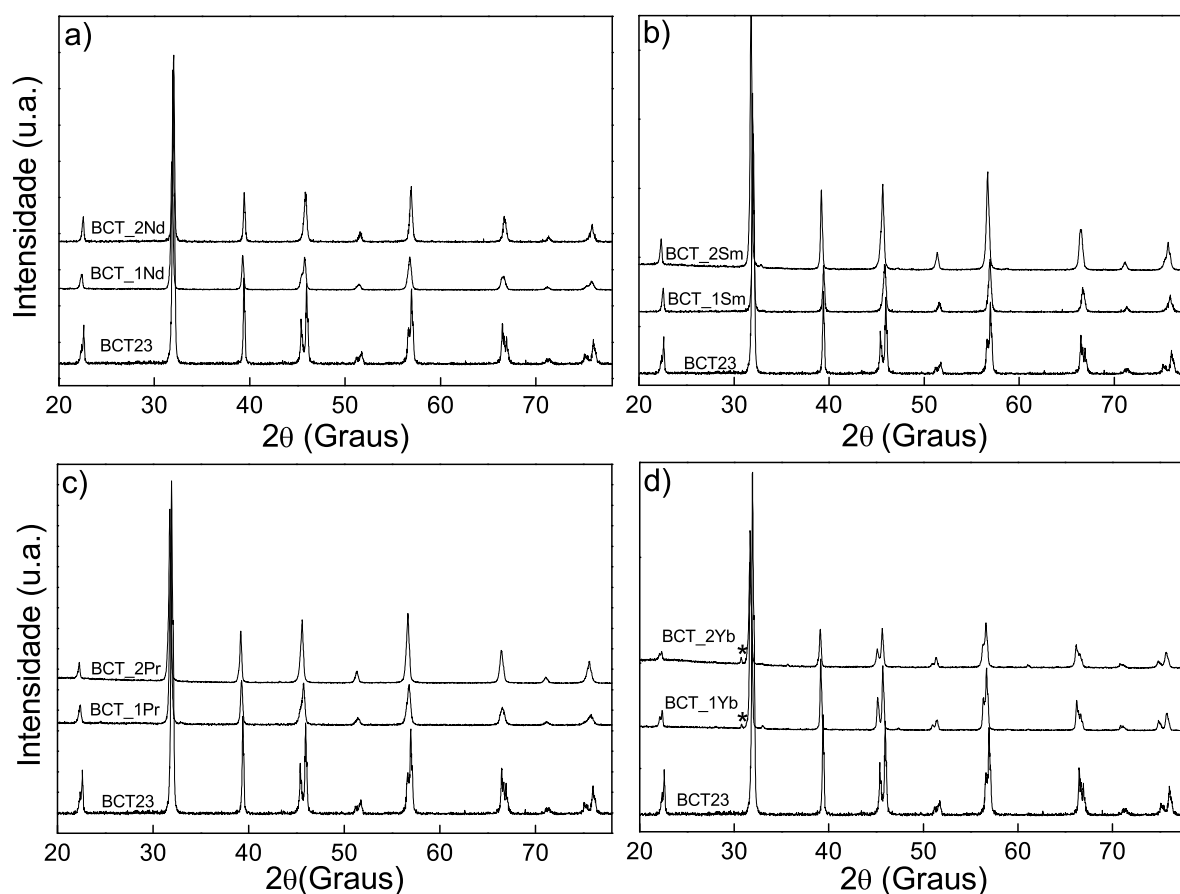 a)
Intensidade (u.a.)
BCT_2Nd
BCT_1Nd
BCT23
20 30 40 50 60 70
2θ (Graus)
b)
BCT_2Sm
BCT_1Sm
BCT23
20 30 40 50 60 70
2θ (Graus)
c)
Intensidade (u.a.)
BCT_2Pr
BCT_1Pr
BCT23
20 30 40 50 60 70
2θ(Graus)
d)
BCT_2Yb
*
BCT_1Yb
*
BCT23
20 30 40 50 60 70
2θ (Graus)